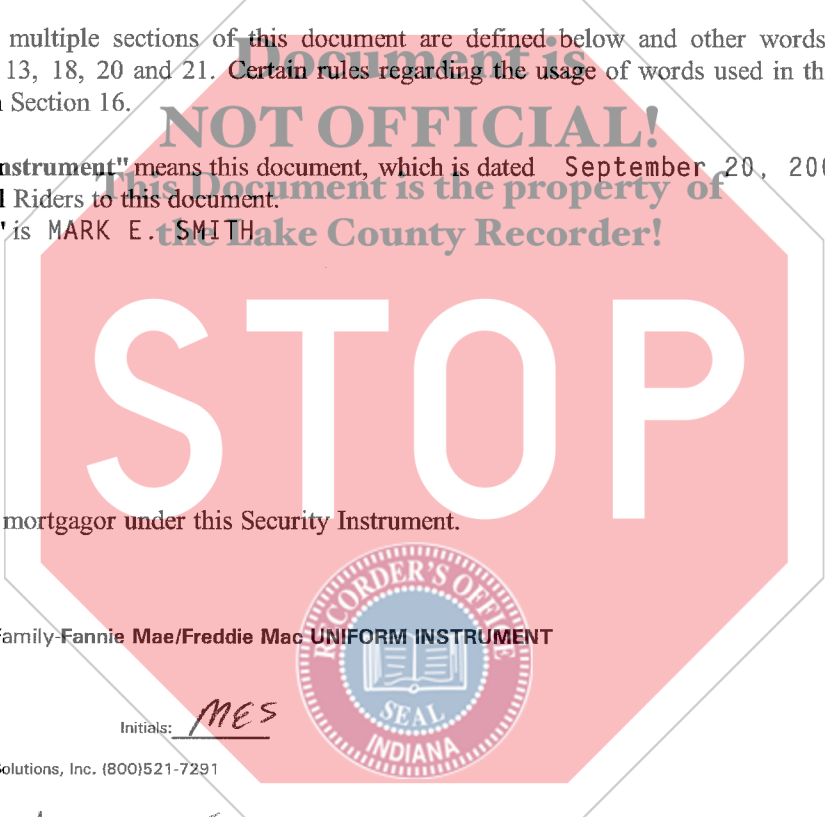 multiple sections of this document are defined below and other words
13, 18, 20 and 21. Certain rules regarding the usage of words used in th
Section 16.
Document is
NOT OFFICIAL!
This Document is the property of
the Lake County Recorder!
nstrument" means this document, which is dated September 20, 200
Riders to this document.
" is MARK E. SMITH
STOP
mortgagor under this Security Instrument.
RECORDER'S OFFICE
SEAL
INDIANA
Family-Fannie Mae/Freddie Mac UNIFORM INSTRUMENT
Initials: MES
Solutions, Inc. (800)521-7291